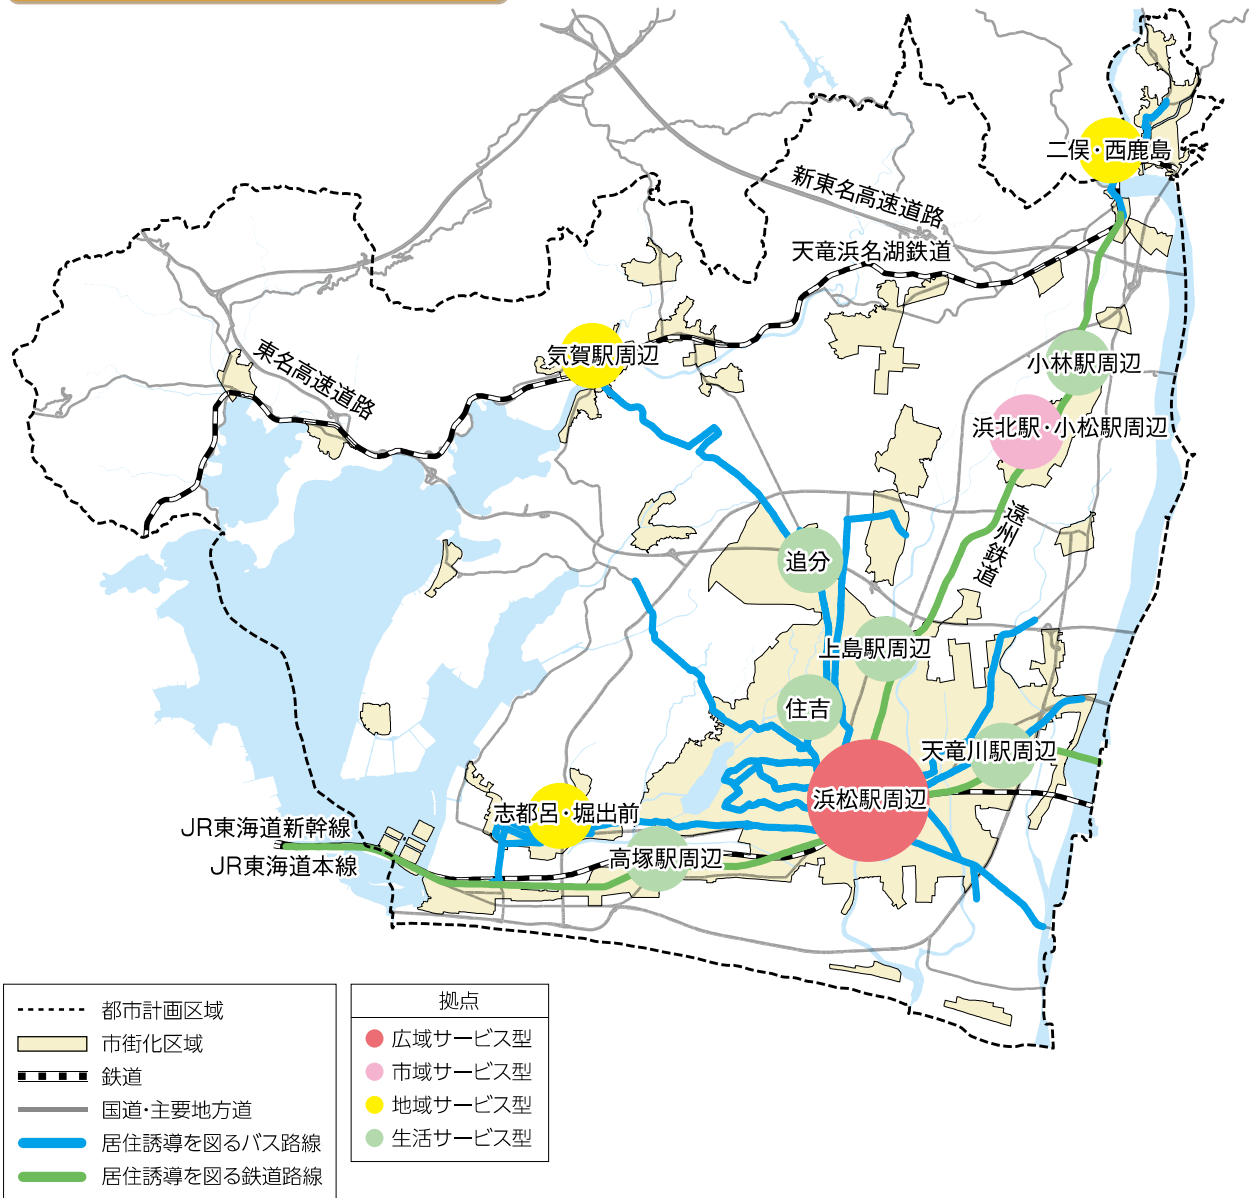 二俣・西鹿島
新東名高速道路
天竜浜名湖鉄道
気賀駅周辺
東名高速道路
小林駅周辺
浜北駅・小松駅周辺
遠州鉄道
追分
上島駅周辺
住吉
天竜川駅周辺
浜松駅周辺
志都呂・堀出前
JR東海道新幹線
高塚駅周辺
JR東海道本線
都市計画区域
市街化区域
鉄道
国道・主要地方道
居住誘導を図るバス路線
居住誘導を図る鉄道路線
拠点
広域サービス型
市域サービス型
地域サービス型
生活サービス型